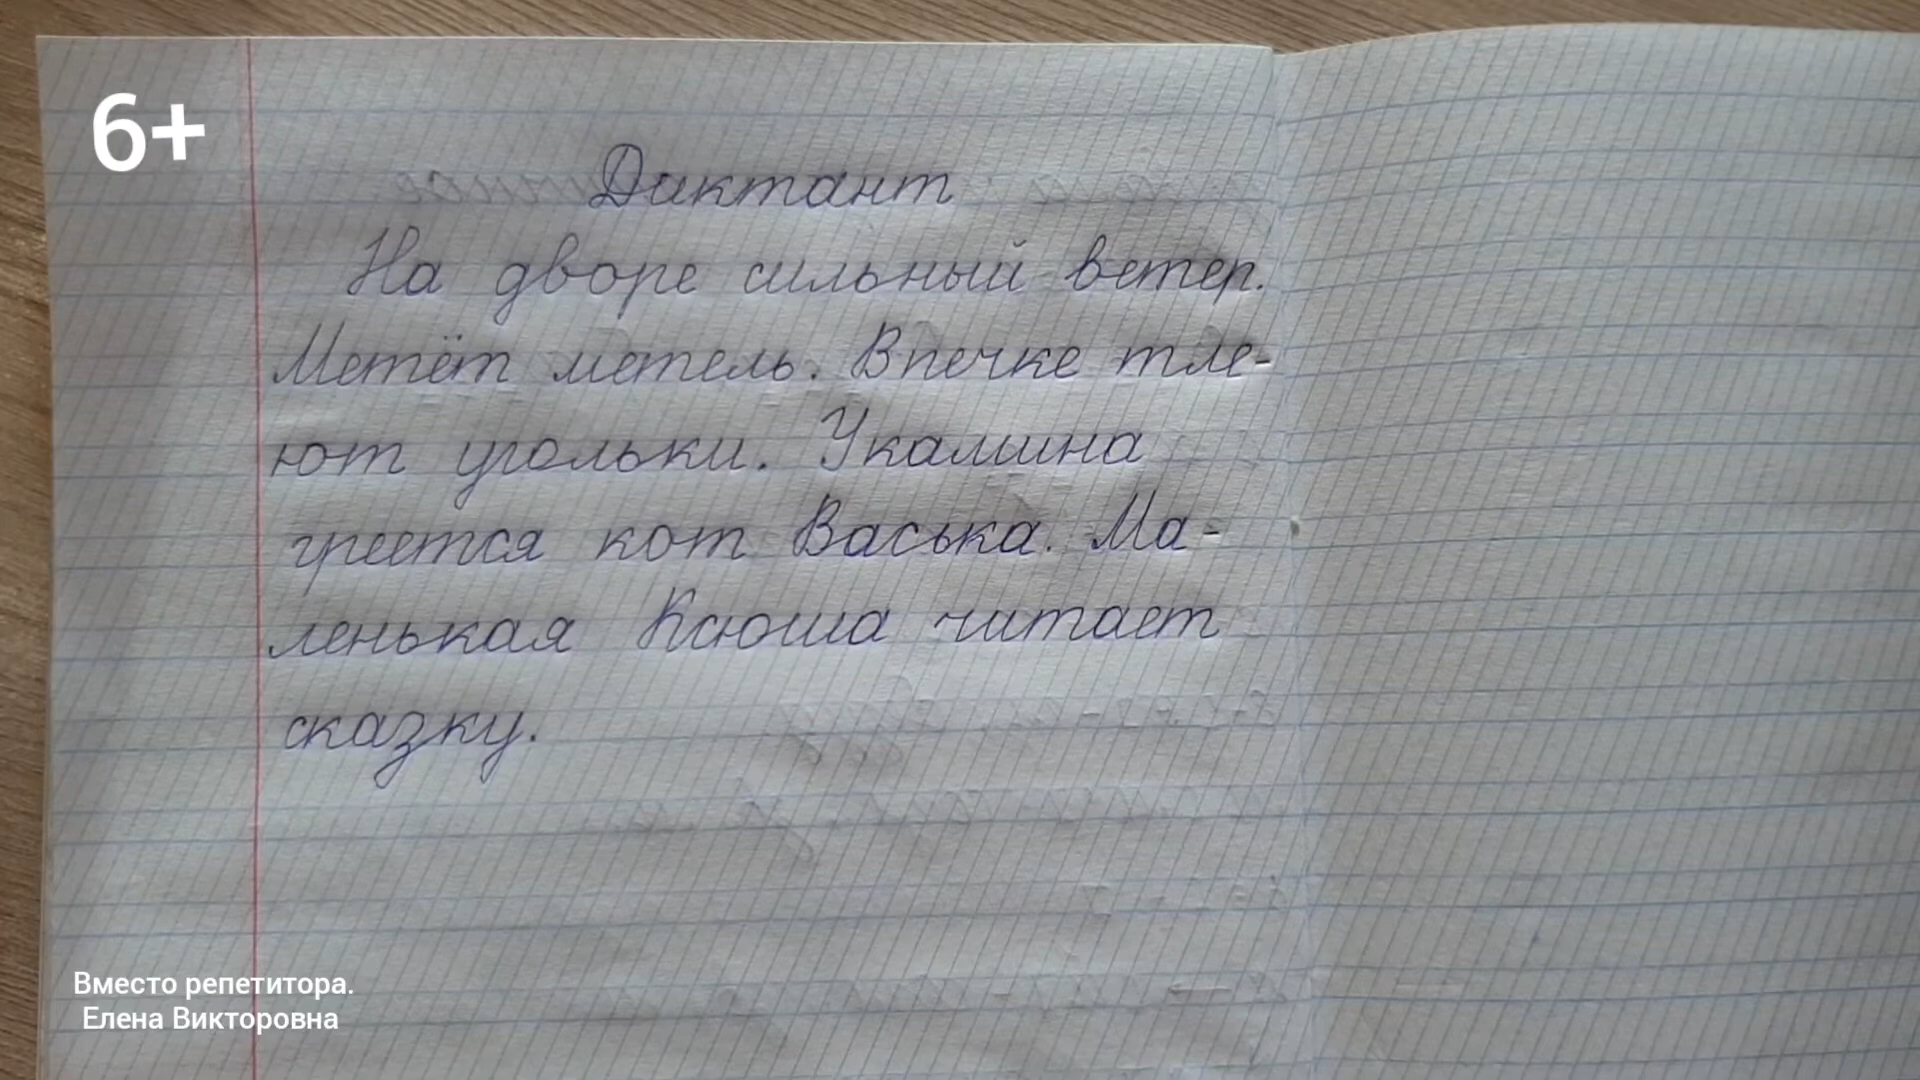 6+
Диктант
На дворе сильный ветер.
Метёт метель. Впечке тле-
ют угольки. Укамина
греется кот Васька. Ма-
ленькая Ксюша читает
сказку.
Вместо репетитора.
Елена Викторовна